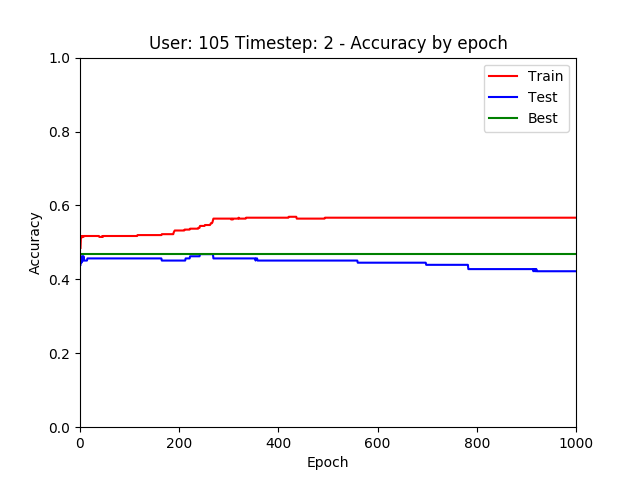 User: 105 Timestep: 2 - Accuracy by epoch
1.0
Train
Test
Best
0.8
0.6
Accuracy
0.4
0.2
0.0
0 200 400 600 800 1000
Epoch